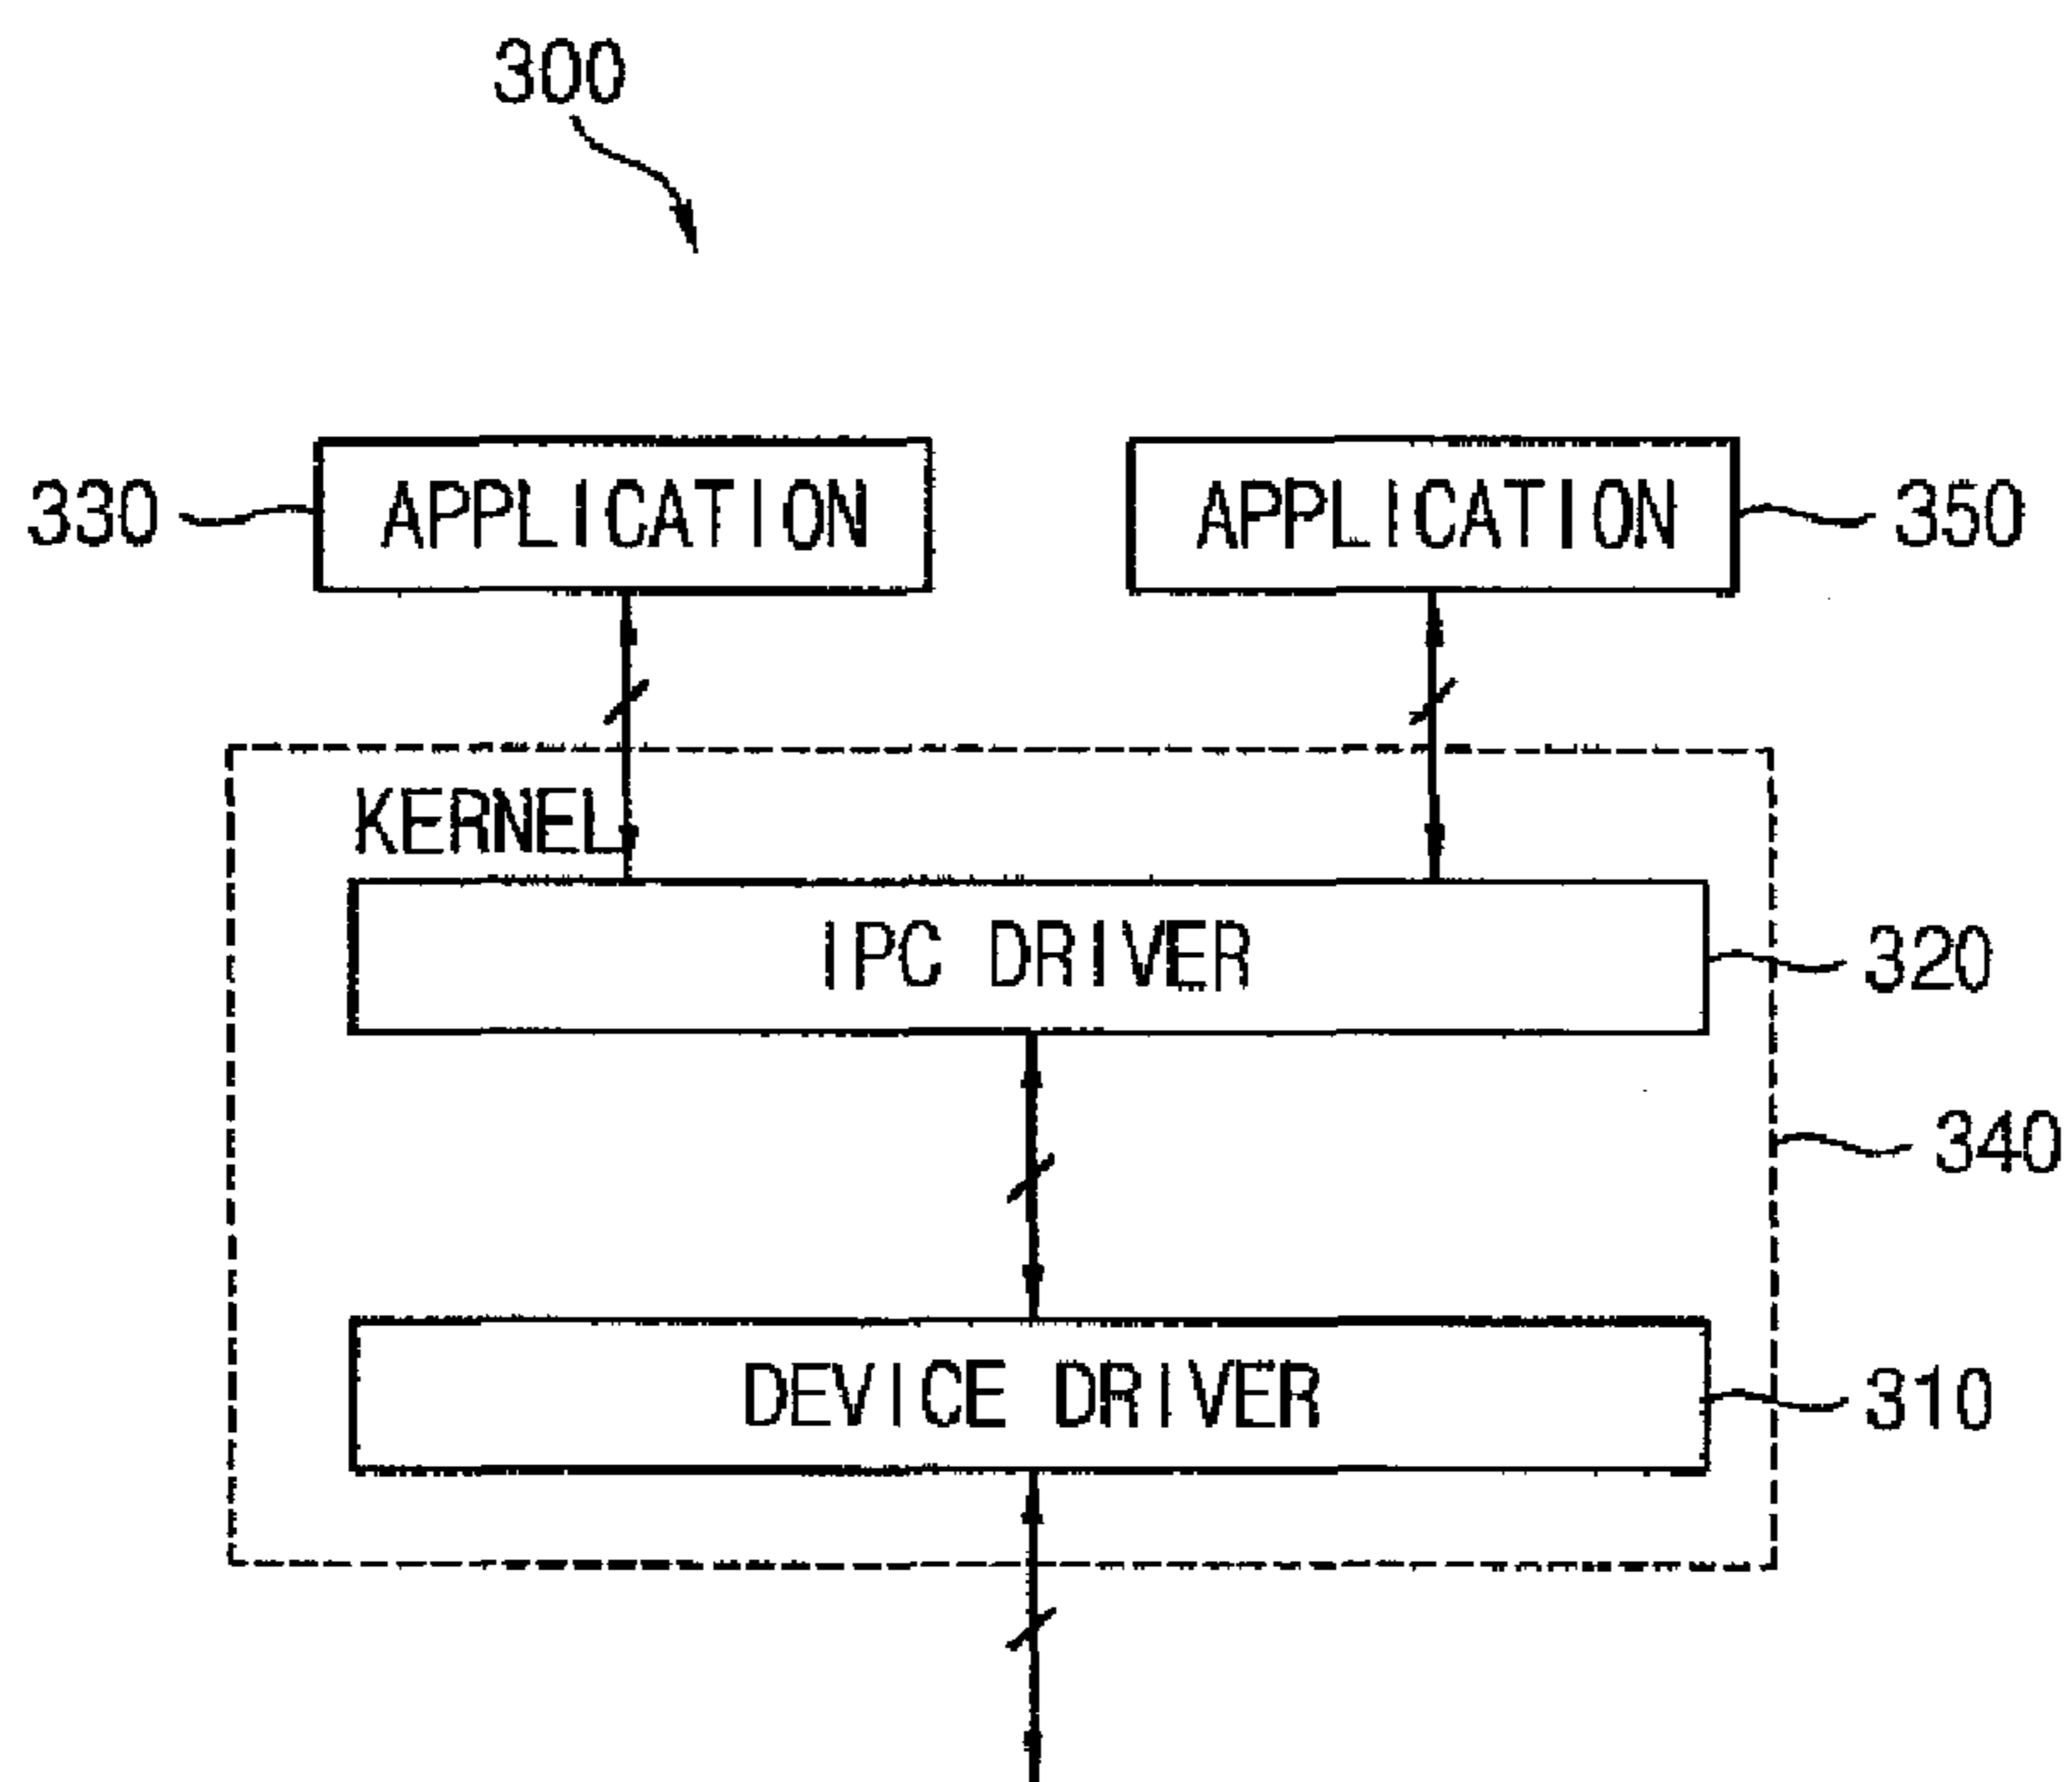 300
330 APPLICATION APPLICATION 350
KERNEL
IPC DRIVER 320
340
DEVICE DRIVER 310